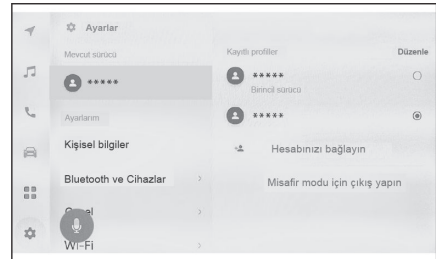 Ayarlar
Mevcut sürücü
*****
Ayarlarım
Kişisel bilgiler
Bluetooth ve Cihazlar
Wi-Fi
Kayıtlı profiller
Düzenle
*****
Birincil sürücü
*****
Hesabınızı bağlayın
Misafir modu için çıkış yapın